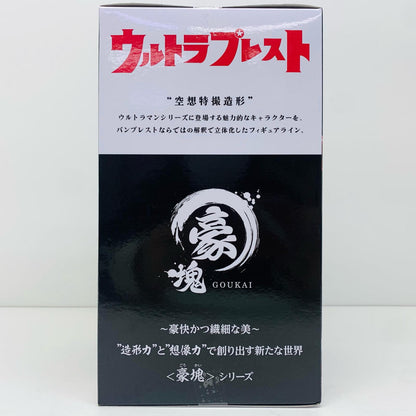 ウルトラプレスト
“空想特撮造形”
ウルトラマンシリーズに登場する魅力的なキャラクターを、
バンプレストならではの解釈で立体化したフィギュアライン。
豪
塊
GOUKAI
～豪快かつ繊細な美～
”造形力”と”想像力”で創り出す新たな世界
＜豪塊＞シリーズ